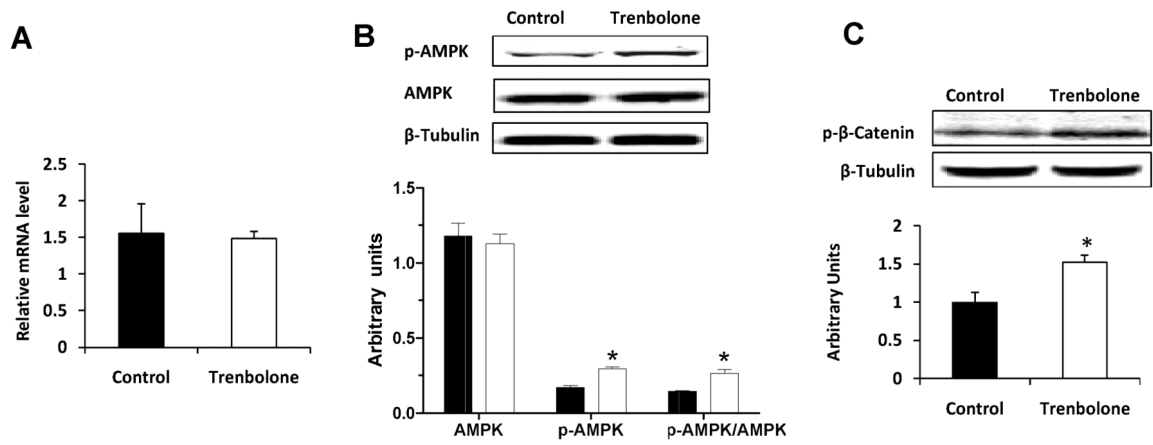 A
Relative mRNA level
2.5
2
1.5
1
0.5
0
Control Trenbolone
B
Control Trenbolone
p-AMPK
AMPK
β-Tubulin
Arbitrary units
1.5
1.0
0.5
0.0
* *
AMPK p-AMPK p-AMPK/AMPK
C
Control Trenbolone
p-β-Catenin
β-Tubulin
Arbitrary Units
2
1.5
1
0.5
0
*
Control Trenbolone